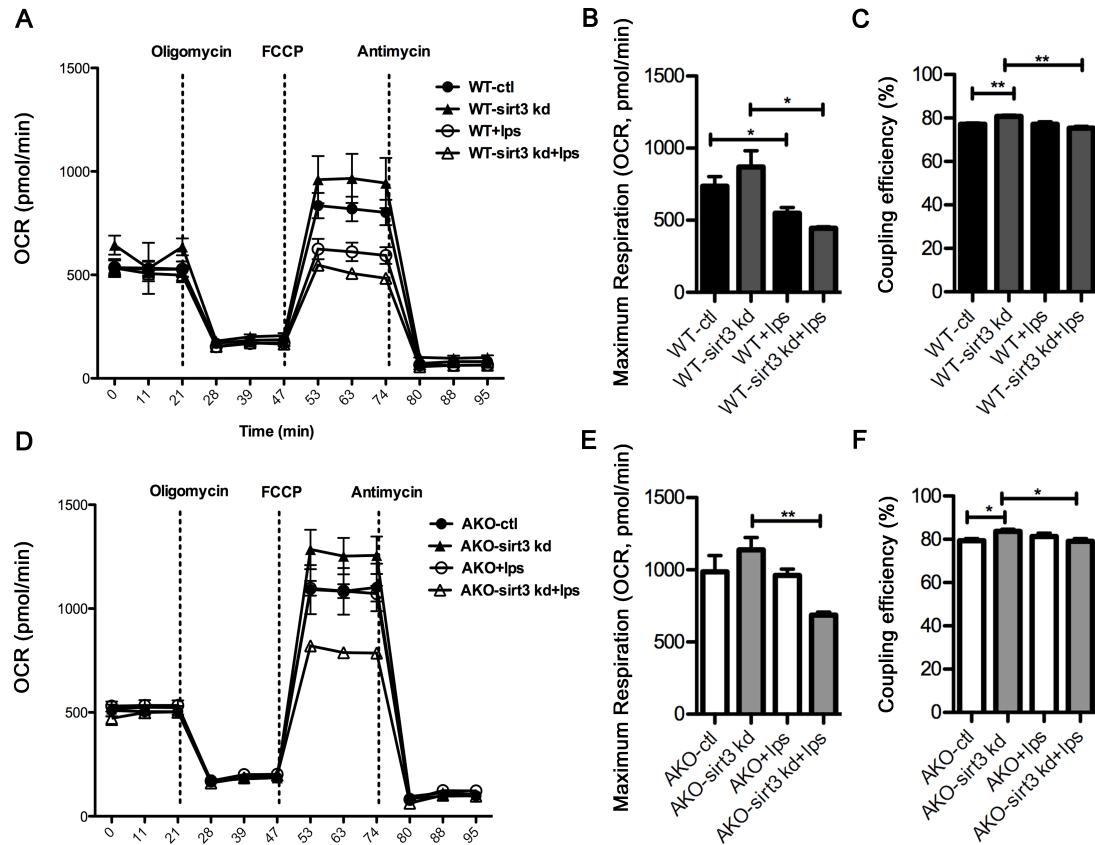 A
Oligomycin FCCP Antimycin
1500
1000
500
0
OCR (pmol/min)
WT-ctl
WT-sirt3 kd
WT+lps
WT-sirt3 kd+lps
0 11 21 28 39 47 53 63 74 80 88 95
Time (min)
B
Maximum Respiration (OCR, pmol/min)
1500
1000
500
0
*
*
WT-ctl
WT-sirt3 kd
WT+lps
WT-sirt3 kd+lps
C
Coupling efficiency (%)
100
80
60
40
20
0
**
**
WT-ctl
WT-sirt3 kd
WT+lps
WT-sirt3 kd+lps
D
Oligomycin FCCP Antimycin
1500
1000
500
0
OCR (pmol/min)
AKO-ctl
AKO-sirt3 kd
AKO+lps
AKO-sirt3 kd+lps
0 11 21 28 39 47 53 63 74 80 88 95
E
Maximum Respiration (OCR, pmol/min)
1500
1000
500
0
**
AKO-ctl
AKO-sirt3 kd
AKO+lps
AKO-sirt3 kd+lps
F
Coupling efficiency (%)
100
80
60
40
20
0
*
*
AKO-ctl
AKO-sirt3 kd
AKO+lps
AKO-sirt3 kd+lps